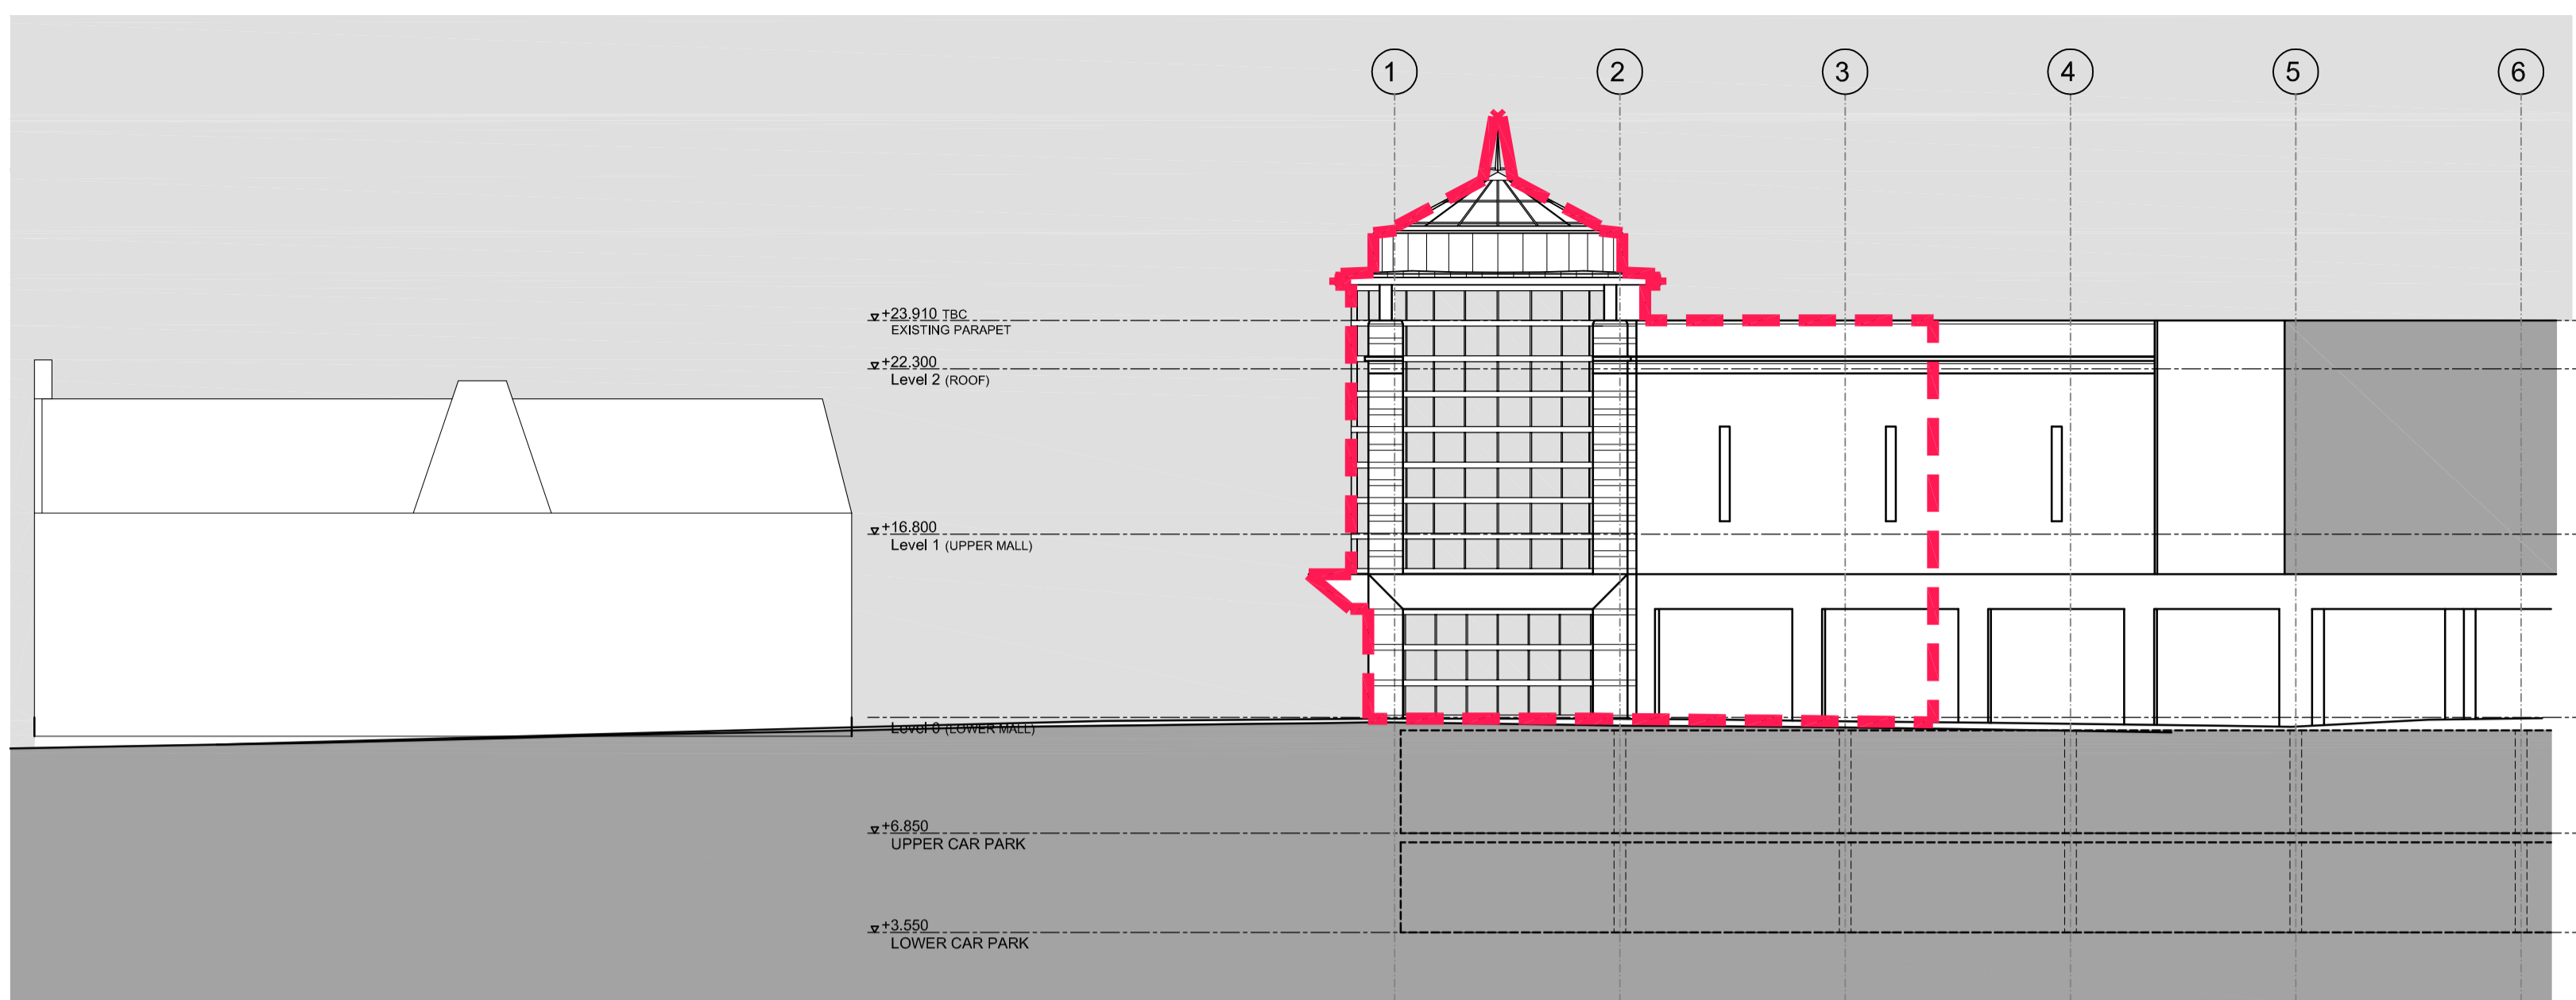 1 2 3 4 5 6
+23.910 TBC
EXISTING PARAPET
+22.300
Level 2 (ROOF)
+16.800
Level 1 (UPPER MALL)
Level 0 (LOWER MALL)
+6.850
UPPER CAR PARK
+3.550
LOWER CAR PARK